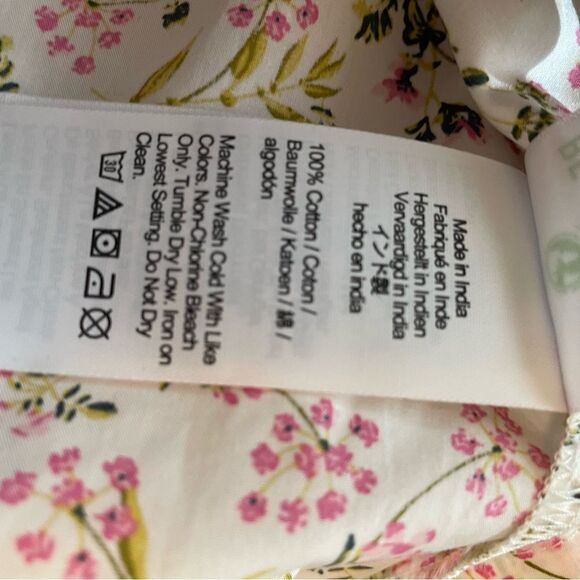 Made in India
Fabriqué en Inde
Hergestellt in Indien
Vervaardigd in India
インド製
hecho en india
100% Cotton / Coton /
Baumwolle / Katoen / 綿 /
algodón
Machine Wash Cold With Like
Colors. Non-Chlorine Bleach
Only. Tumble Dry Low. Iron on
Lowest Setting. Do Not Dry
Clean.
30